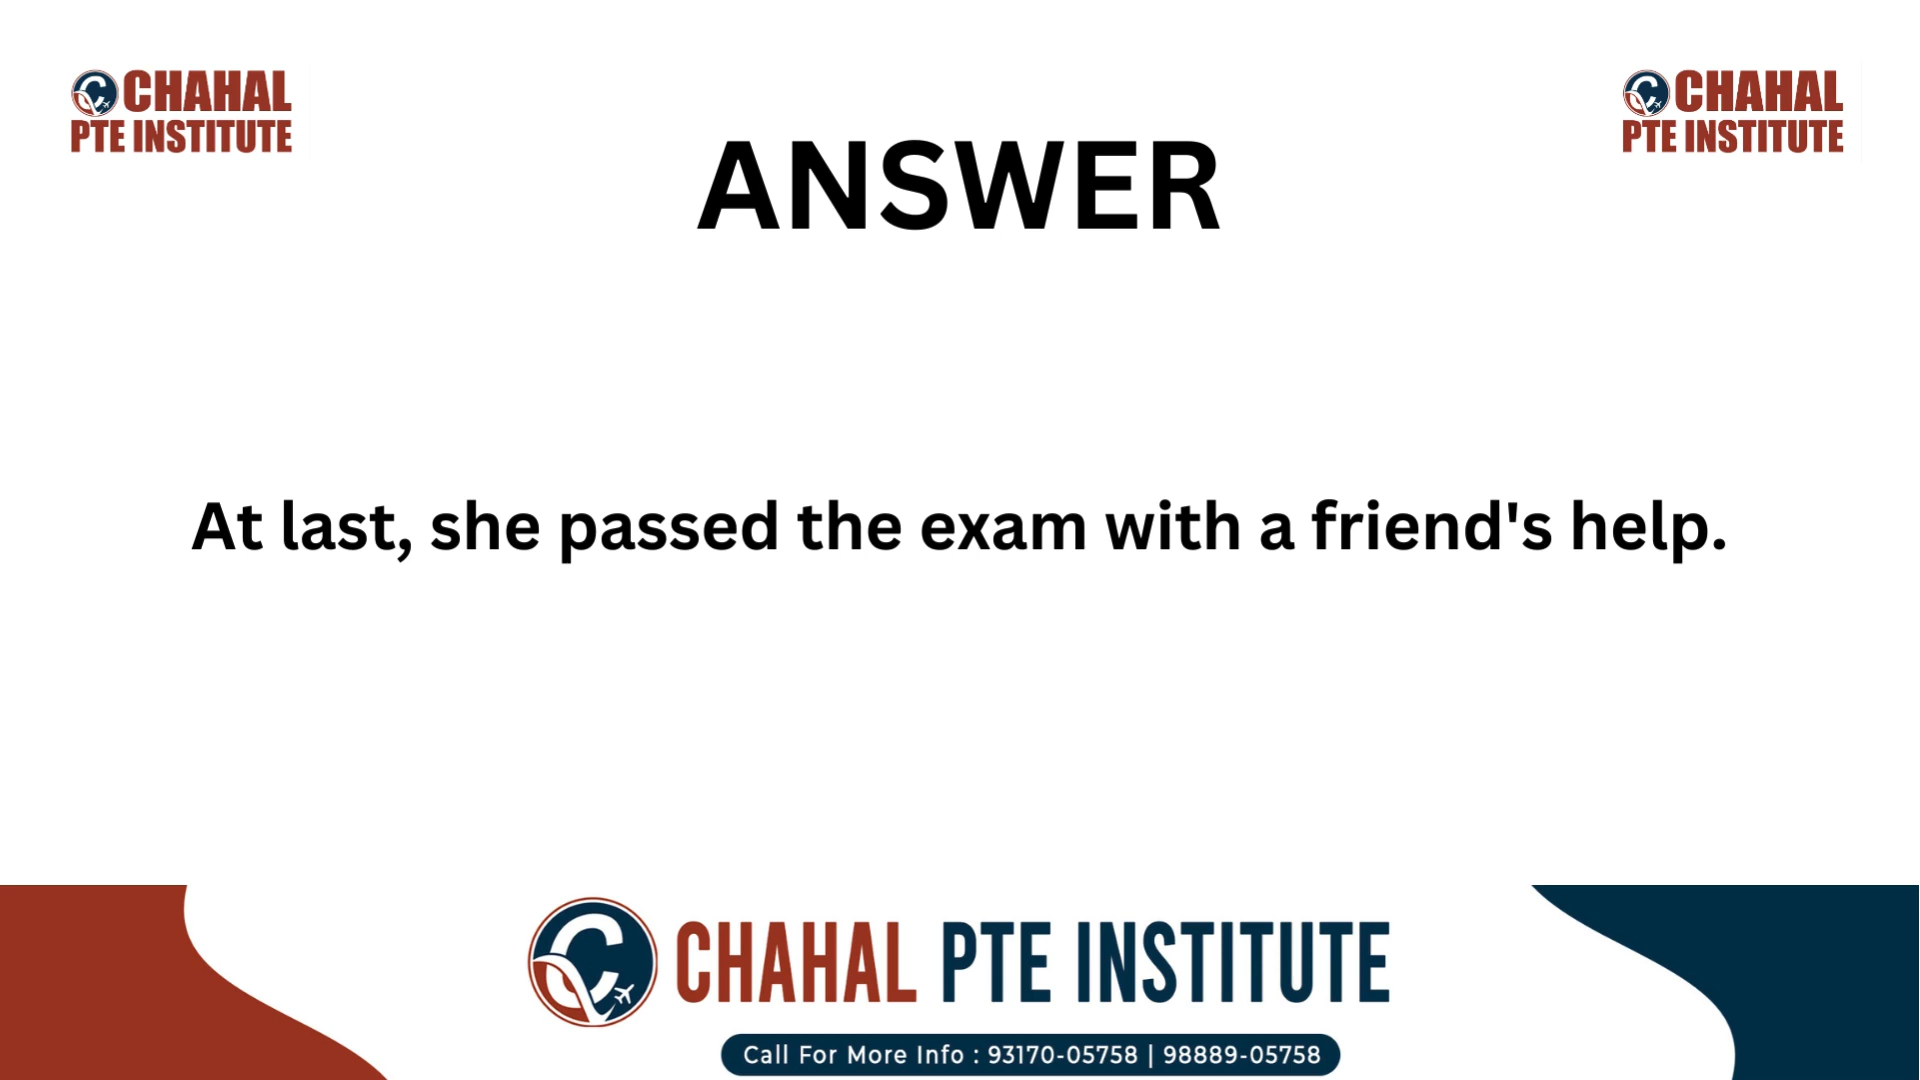 CHAHAL
PTE INSTITUTE
CHAHAL
PTE INSTITUTE
ANSWER
At last, she passed the exam with a friend's help.
CHAHAL PTE INSTITUTE
Call For More Info : 93170-05758 | 98889-05758